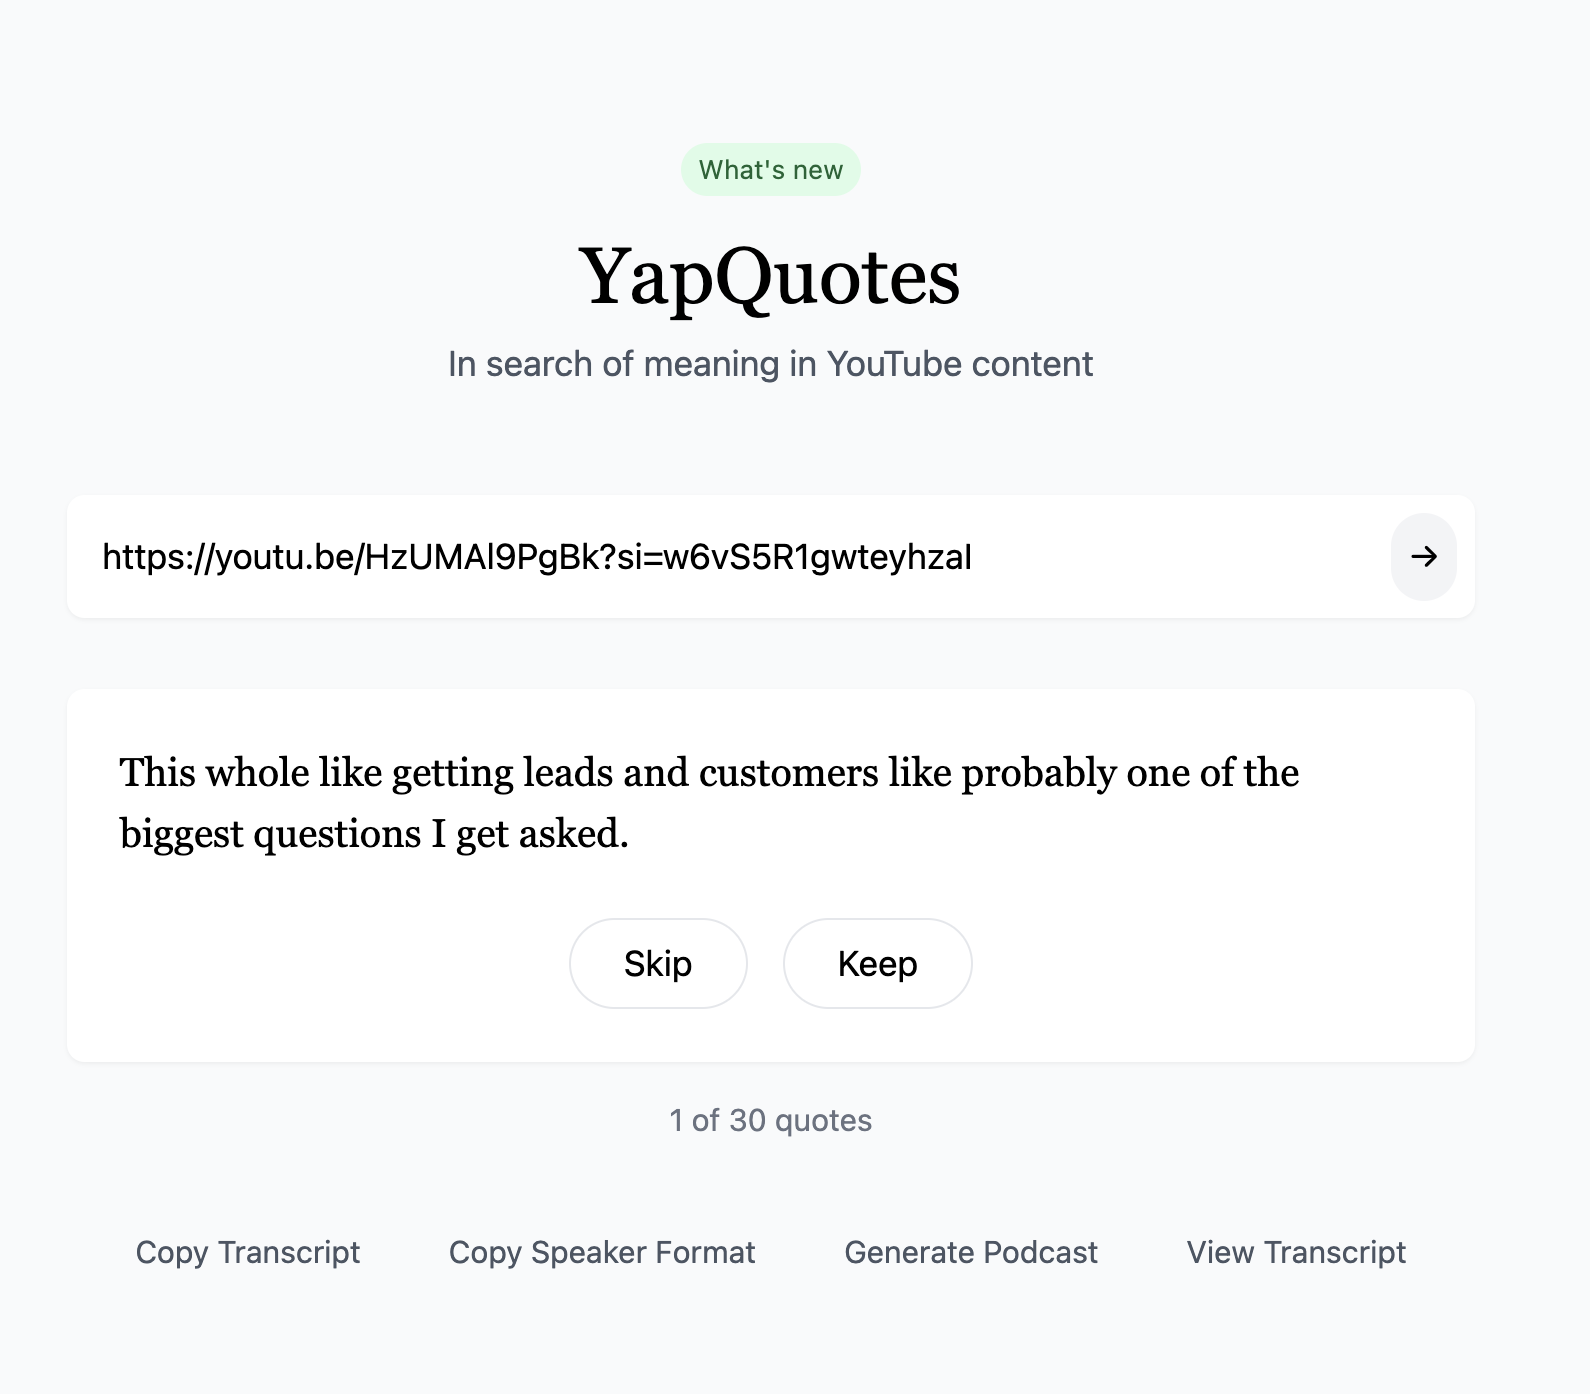 What's new
YapQuotes
In search of meaning in YouTube content
https://youtu.be/HzUMAl9PgBk?si=w6vS5R1gwteyhzaI
This whole like getting leads and customers like probably one of the
biggest questions I get asked.
Skip Keep
1 of 30 quotes
Copy Transcript Copy Speaker Format Generate Podcast View Transcript